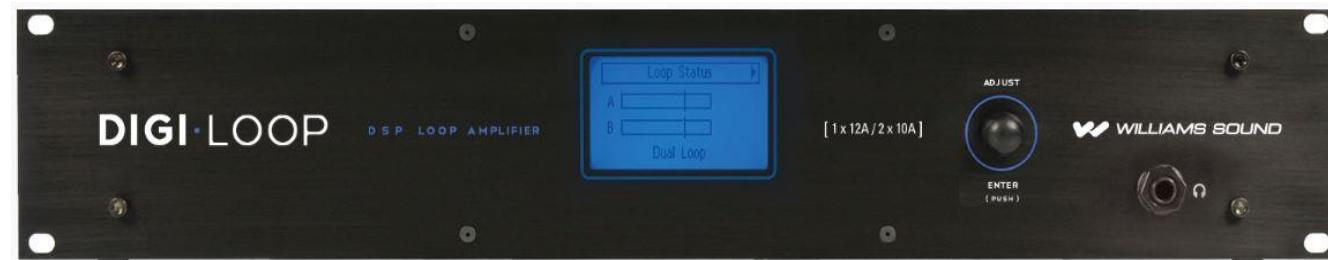 DIGI·LOOP
DSP LOOP AMPLIFIER
Loop Status
A
B
Dual Loop
[ 1 x 12A / 2 x 10A ]
ADJUST
ENTER
( PUSH )
WILLIAMS SOUND